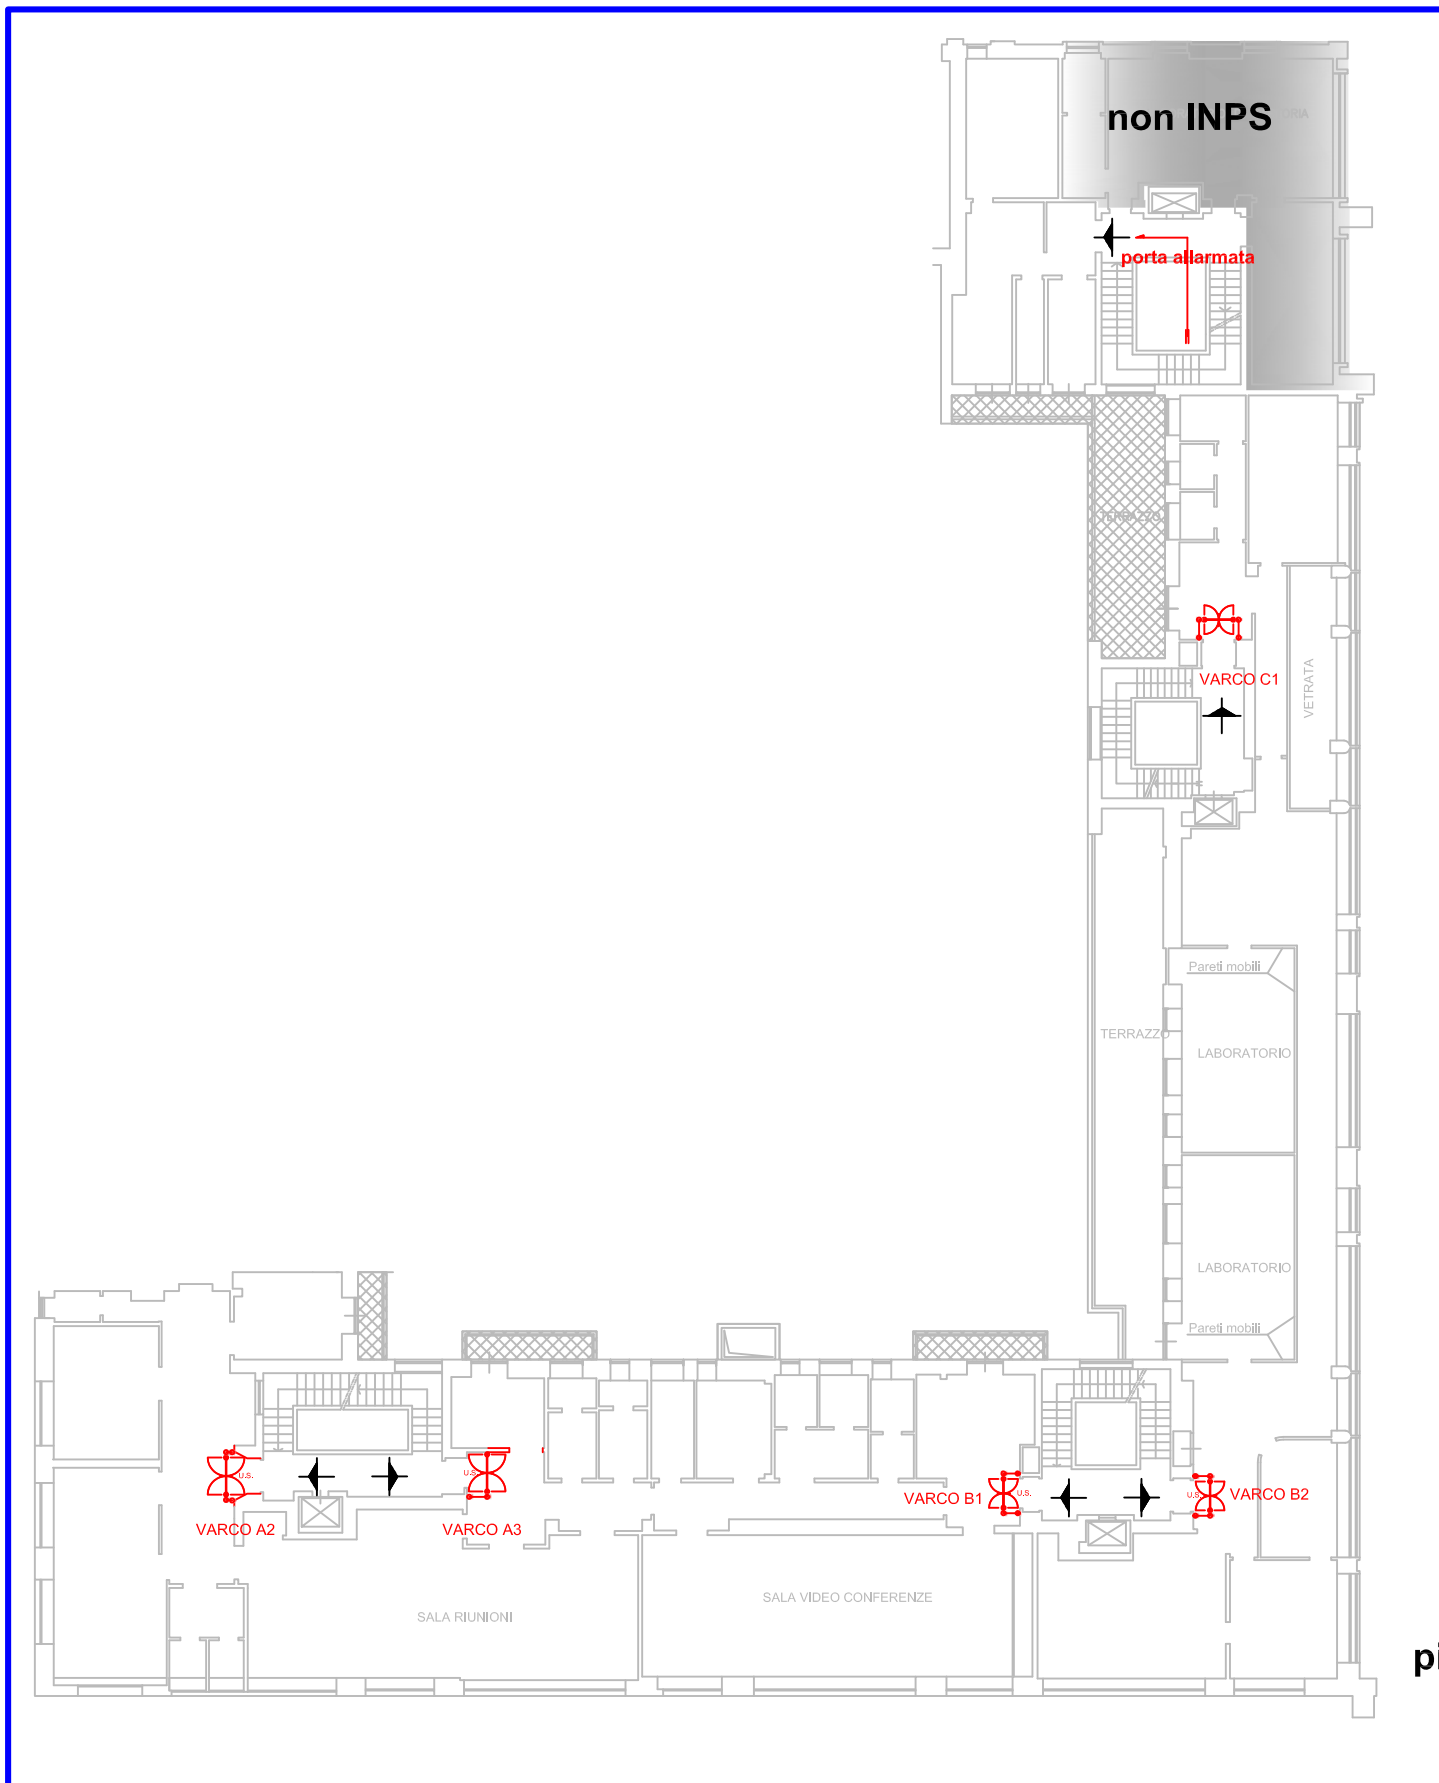 non INPS
porta allarmata
TERRAZZO
VARCO C1
VETRATA
Pareti mobili
TERRAZZO
LABORATORIO
LABORATORIO
Pareti mobili
U.S.
U.S.
U.S.
U.S.
VARCO A2
VARCO A3
VARCO B1
VARCO B2
SALA RIUNIONI
SALA VIDEO CONFERENZE
pi